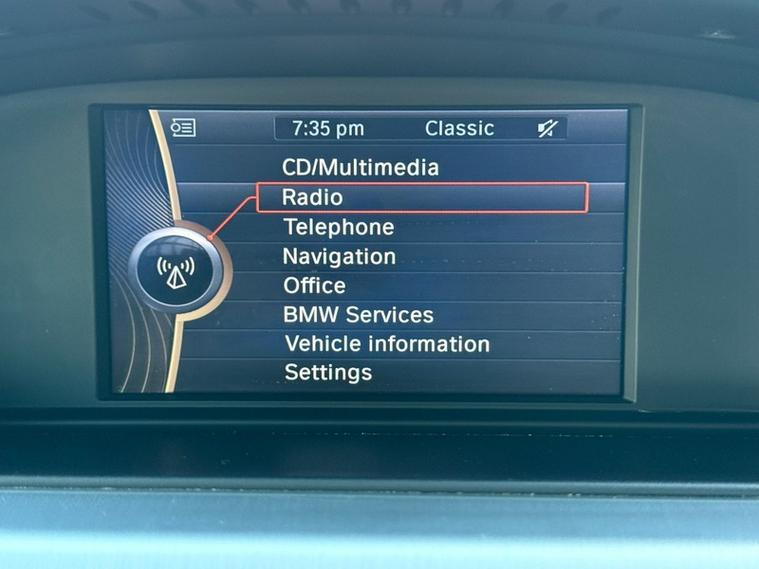 7:35 pm Classic
CD/Multimedia
Radio
Telephone
Navigation
Office
BMW Services
Vehicle information
Settings